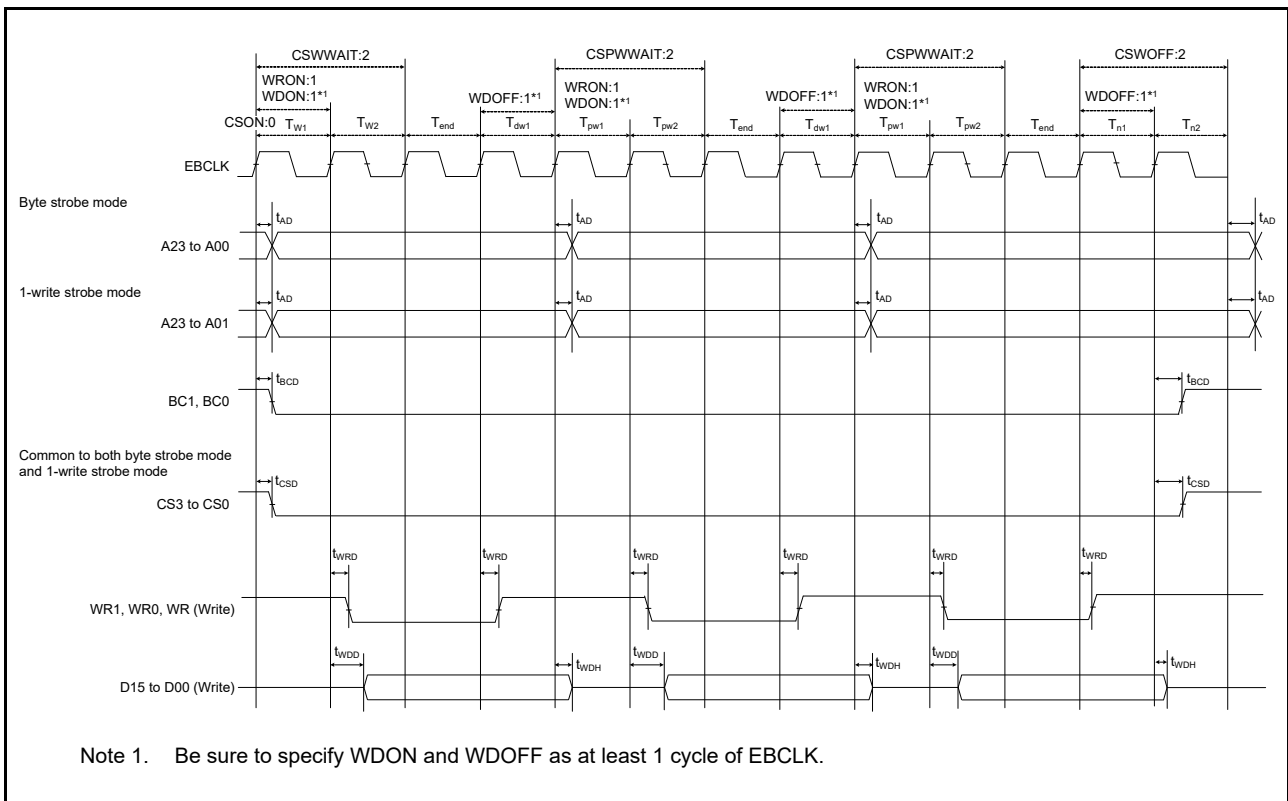 CSWWAIT:2 CSPWWAIT:2 CSPWWAIT:2 CSWOFF:2
WRON:1 WRON:1 WRON:1
WDON:1*1 WDOFF:1*1 WDON:1*1 WDOFF:1*1 WDON:1*1 WDOFF:1*1
CSON:0 TW1 TW2 Tend Tdw1 Tpw1 Tpw2 Tend Tdw1 Tpw1 Tpw2 Tend Tn1 Tn2
EBCLK
Byte strobe mode
tAD tAD tAD tAD
A23 to A00
1-write strobe mode
tAD tAD tAD tAD
A23 to A01
tBCD tBCD
BC1, BC0
Common to both byte strobe mode
and 1-write strobe mode
tCSD tCSD
CS3 to CS0
tWRD tWRD tWRD tWRD tWRD tWRD
WR1, WR0, WR (Write)
tWDD tWDH tWDD tWDH tWDD tWDH
D15 to D00 (Write)
Note 1. Be sure to specify WDON and WDOFF as at least 1 cycle of EBCLK.